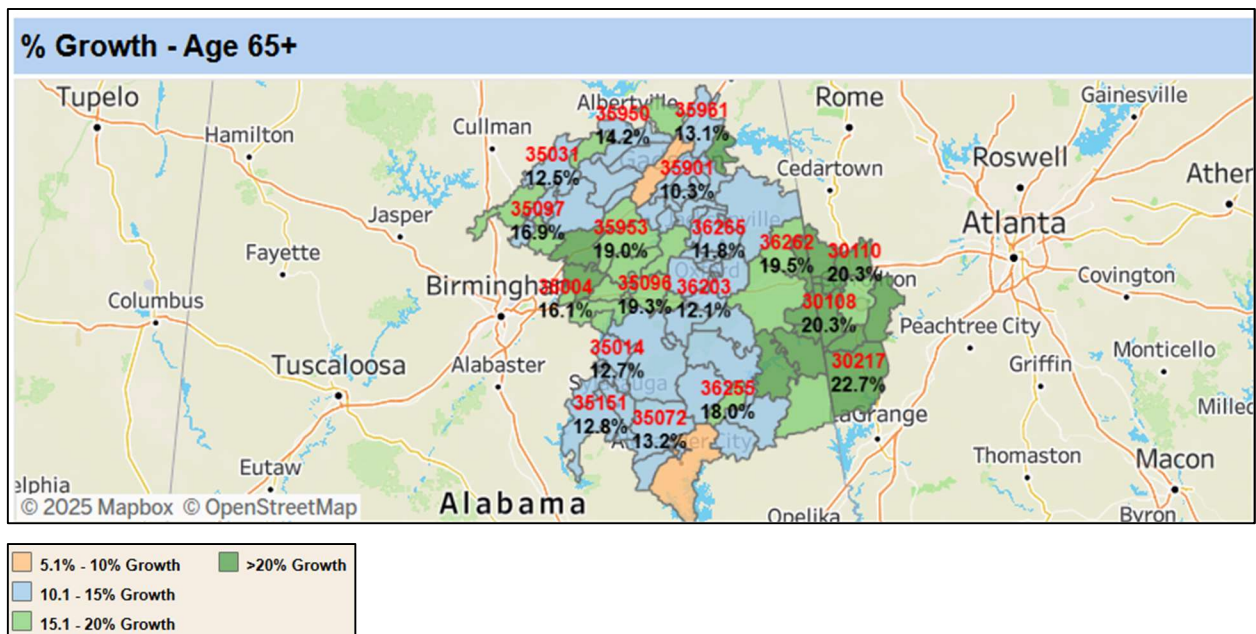 % Growth - Age 65+
Tupelo
Hamilton
Cullman
Albertville
Rome
Gainesville
35950
14.2%
35961
13.1%
35031
12.5%
35901
10.3%
Cedartown
Roswell
Jasper
35097
16.9%
35953
19.0%
36265
11.8%
36262
19.5%
30110
20.3%
Atlanta
Fayette
Oxford
Covington
Columbus
Birmingham
35004
16.1%
35096
19.3%
36203
12.1%
30108
20.3%
Peachtree City
Tuscaloosa
Alabaster
35014
12.7%
30217
22.7%
Griffin
Monticello
Sylacauga
35151
12.8%
35072
13.2%
36255
18.0%
LaGrange
Eutaw
Thomaston
Macon
© 2025 Mapbox © OpenStreetMap
Alabama
Opelika
Byron
5.1% - 10% Growth
>20% Growth
10.1 - 15% Growth
15.1 - 20% Growth